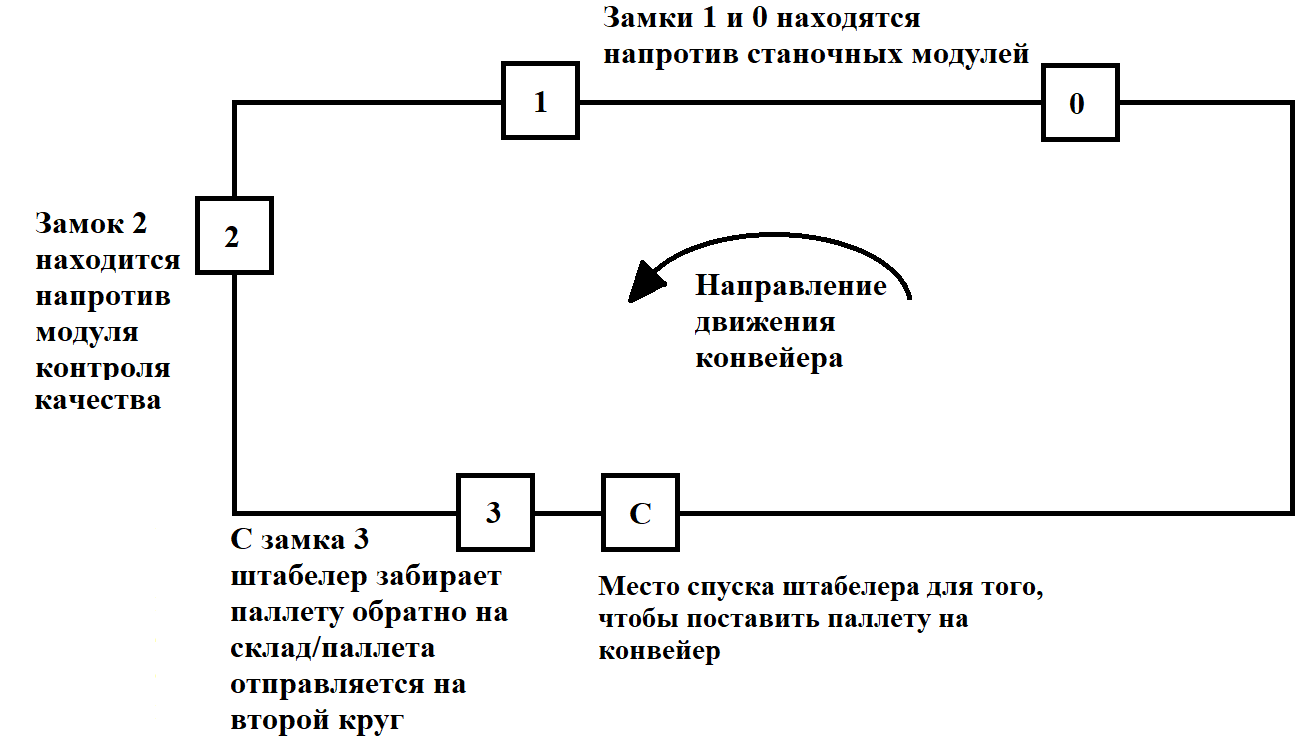 Замки 1 и 0 находятся
напротив станочных модулей
1
0
2
Замок 2
находится
напротив
модуля
контроля
качества
Направление
движения
конвейера
3
С
С замка 3
штабелер забирает
паллету обратно на
склад/паллета
отправляется на
второй круг
Место спуска штабелера для того,
чтобы поставить паллету на
конвейер